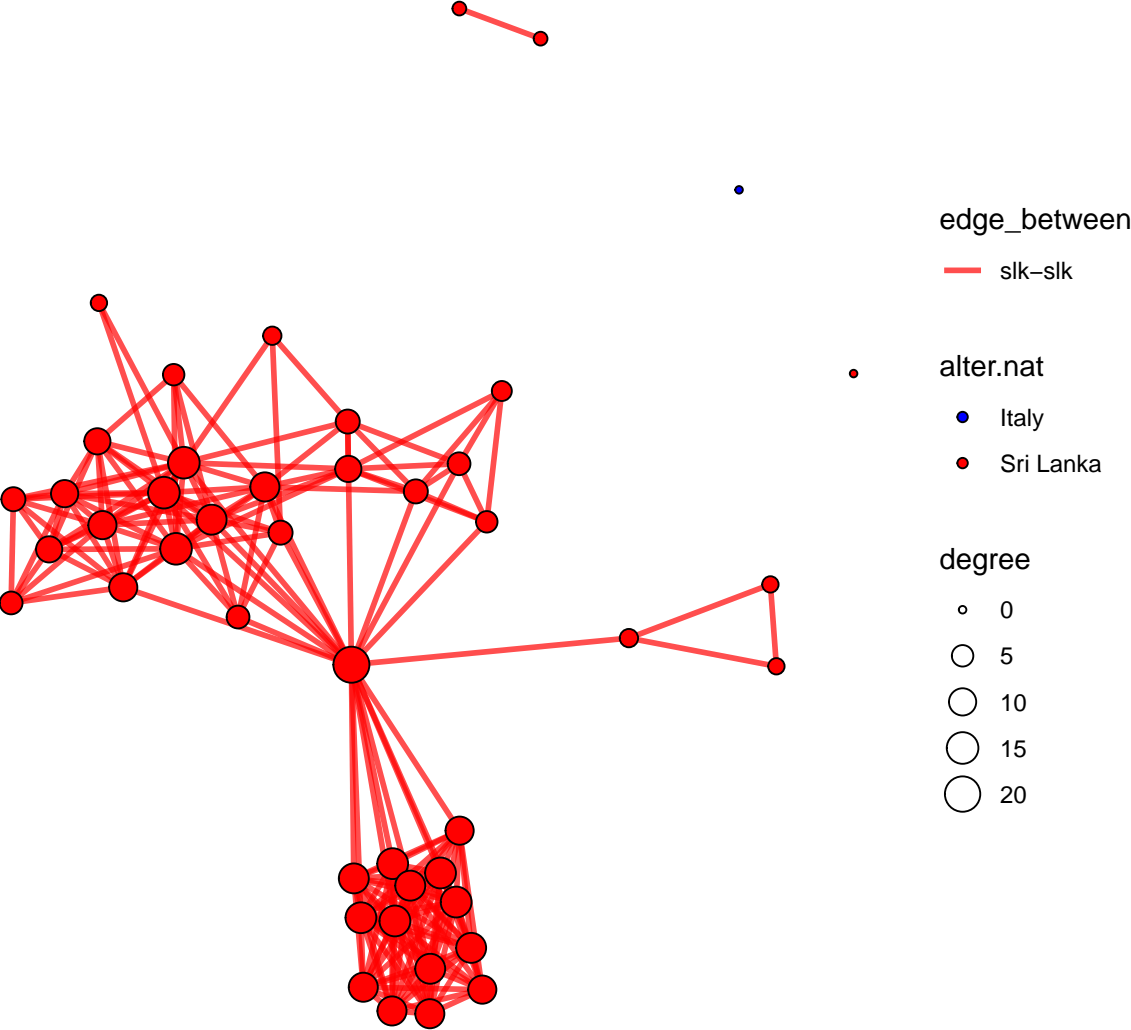 edge_between
slk−slk
alter.nat
Italy
Sri Lanka
degree
0
5
10
15
20